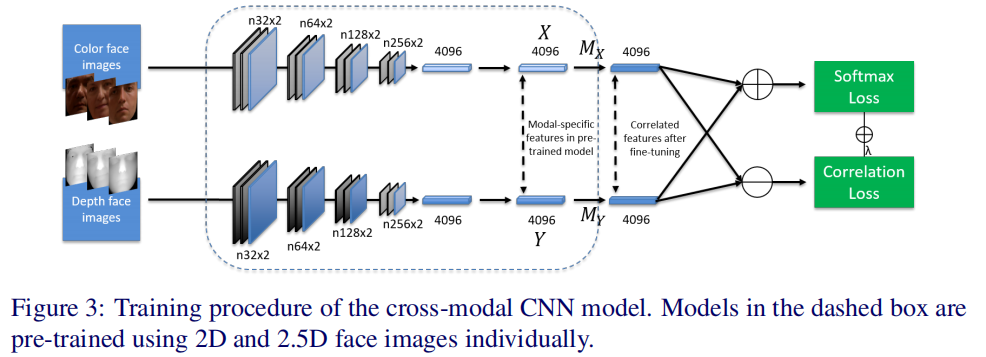 Color face
images
n32x2
n64x2
n128x2
n256x2
4096
X
4096
M_X
4096
Softmax
Loss
Modal-specific
features in pre-
trained model
Correlated
features after
fine-tuning
λ
Depth face
images
n32x2
n64x2
n128x2
n256x2
4096
4096
Y
M_Y
4096
Correlation
Loss
Figure 3: Training procedure of the cross-modal CNN model. Models in the dashed box are
pre-trained using 2D and 2.5D face images individually.